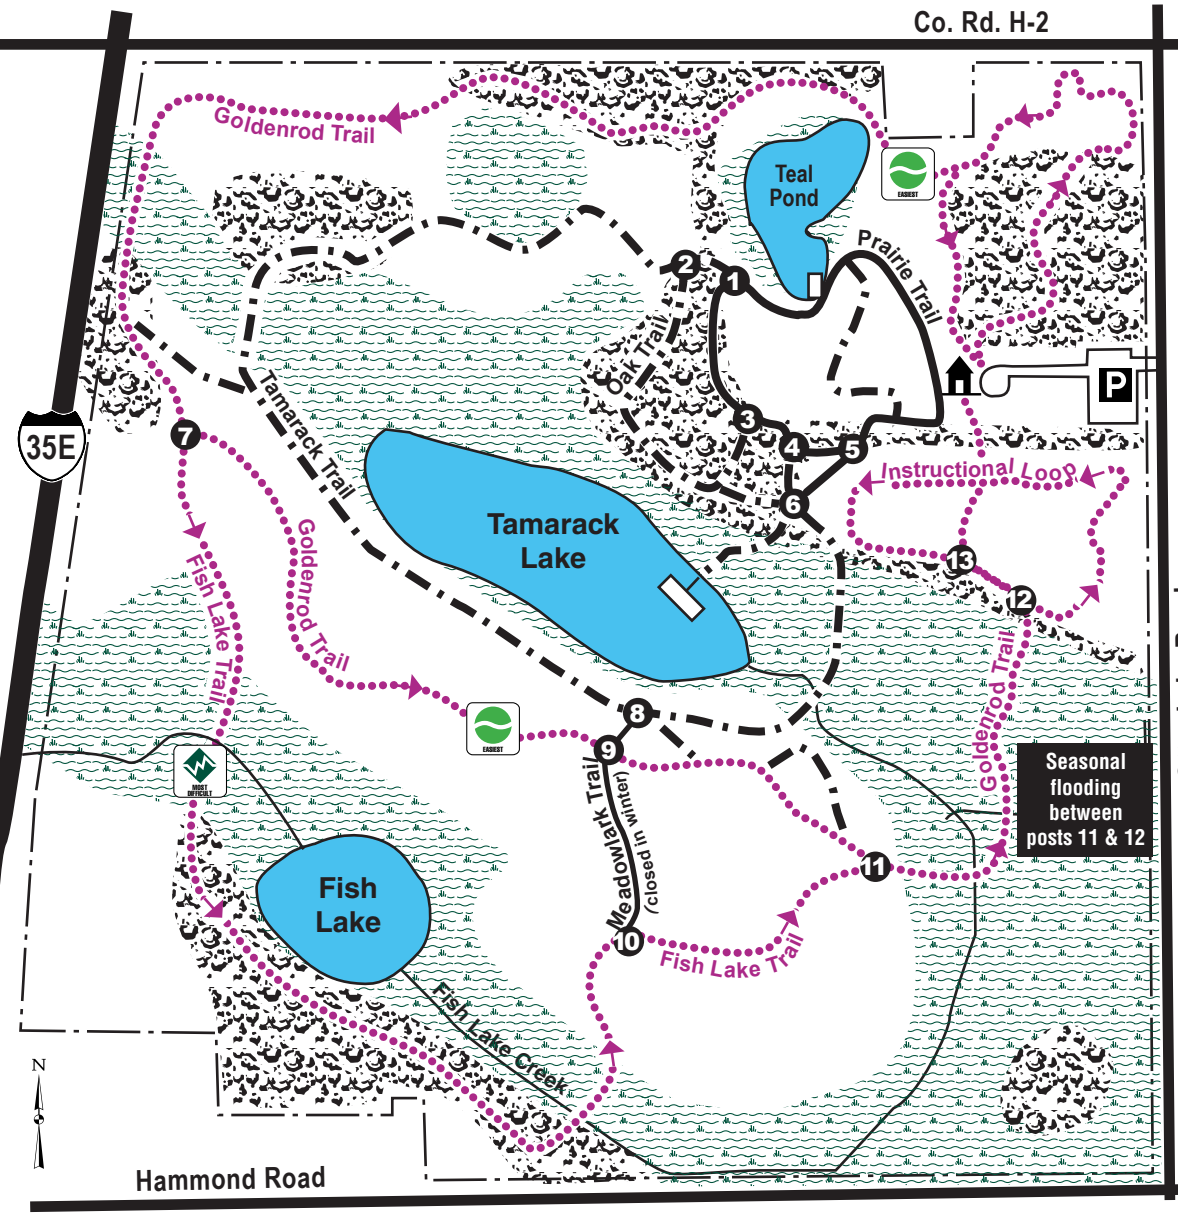 Co. Rd. H-2
Goldenrod Trail
EASIEST
Teal
Pond
Prairie Trail
2
1
Oak Trail
P
35E
Tamarack Trail
3
4
5
7
Instructional Loop
6
Tamarack
Lake
13
12
Goldenrod Trail
Fish Lake Trail
Goldenrod Trail
8
EASIEST
9
MOST
DIFFICULT
Seasonal
flooding
between
posts 11 & 12
Meadowlark Trail
(closed in winter)
11
Fish
Lake
10
Fish Lake Trail
Fish Lake Creek
N
Hammond Road